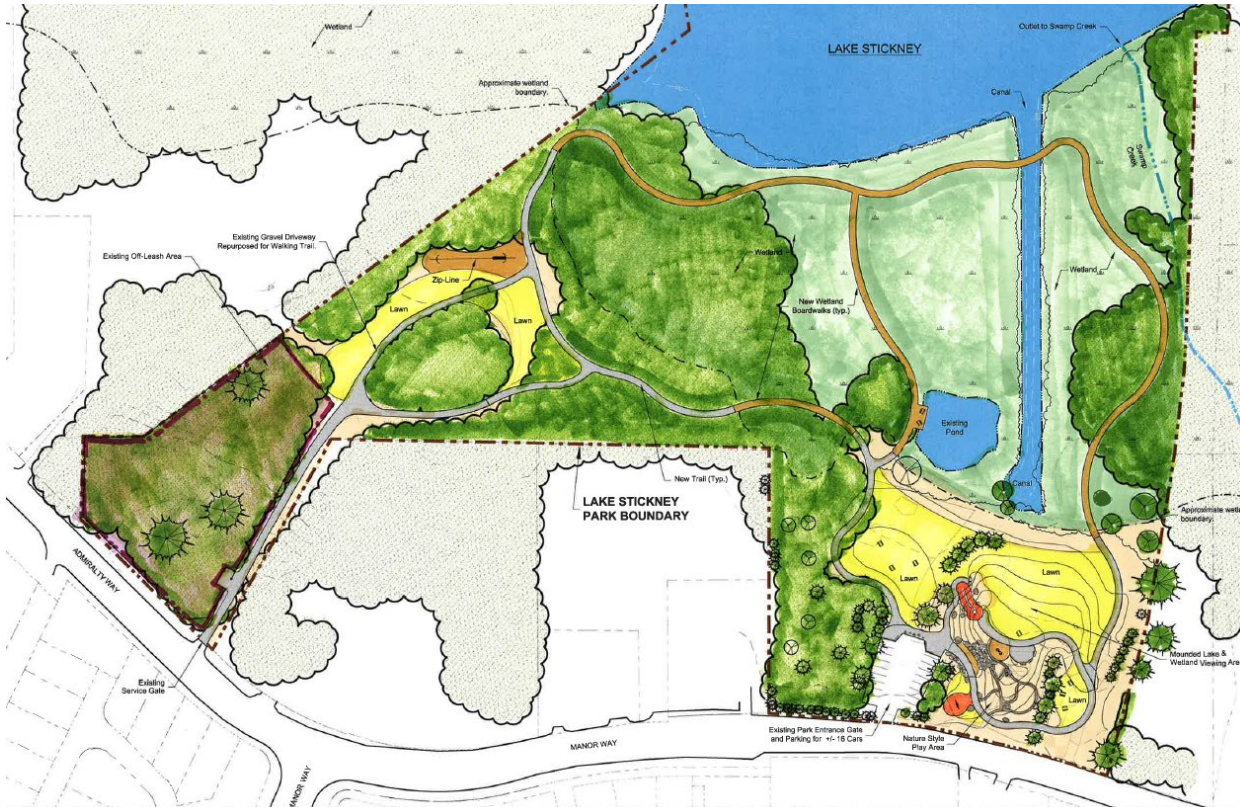 Wetland
LAKE STICKNEY
Outlet to Swamp Creek
Approximate wetland
boundary.
Canal
Swamp
Creek
Existing Gravel Driveway
Repurposed for Walking Trail.
Existing Off-Leash Area
Zip-Line
Wetland
Wetland
Lawn
Lawn
New Wetland
Boardwalks (typ.)
Existing
Pond
New Trail (Typ.)
Canal
LAKE STICKNEY
PARK BOUNDARY
Approximate
boundary.
ADMIRALTY WAY
Lawn
Lawn
Mounded Lake &
Wetland Viewing Area
Existing
Service Gate
Lawn
Existing Park Entrance Gate
and Parking for +/- 18 Cars
Nature Style
Play Area
MANOR WAY
MANOR WAY